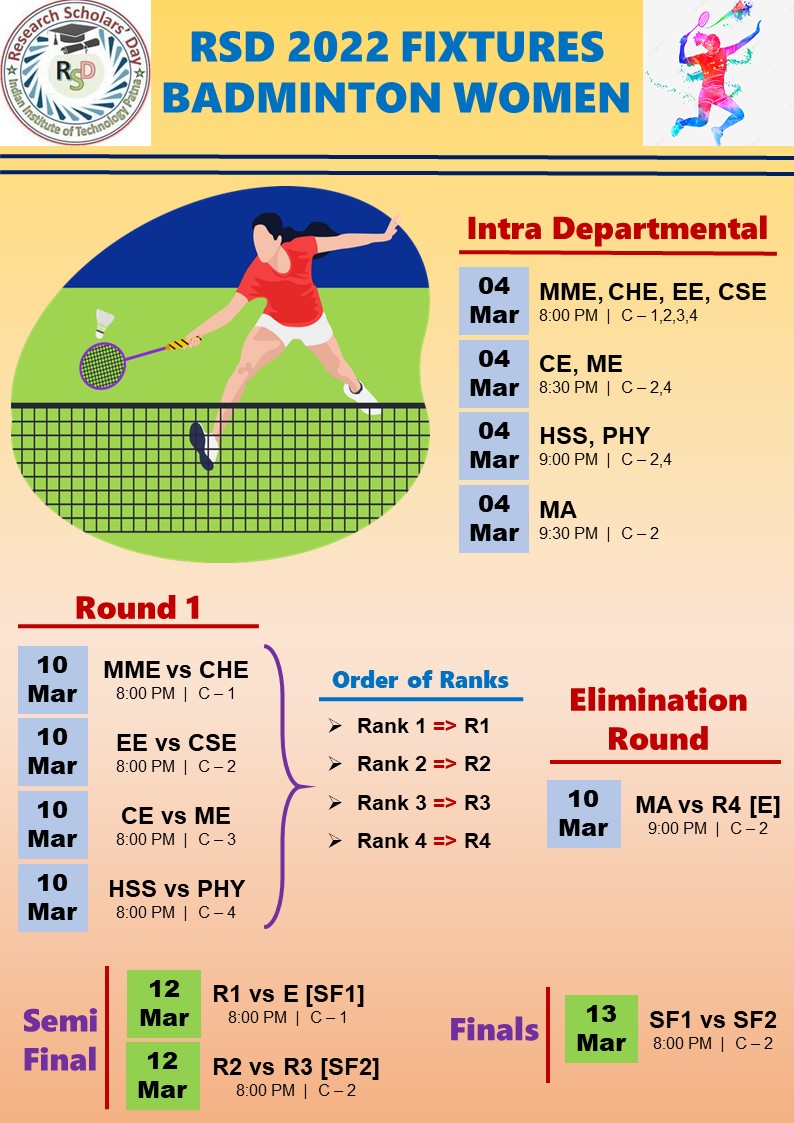 Research Scholars' Day
RSD
Indian Institute of Technology Patna
RSD 2022 FIXTURES
BADMINTON WOMEN
Intra Departmental
04
Mar
MME, CHE, EE, CSE
8:00 PM | C – 1,2,3,4
04
Mar
CE, ME
8:30 PM | C – 2,4
04
Mar
HSS, PHY
9:00 PM | C – 2,4
04
Mar
MA
9:30 PM | C – 2
Round 1
10
Mar
MME vs CHE
8:00 PM | C – 1
10
Mar
EE vs CSE
8:00 PM | C – 2
10
Mar
CE vs ME
8:00 PM | C – 3
10
Mar
HSS vs PHY
8:00 PM | C – 4
Order of Ranks
Rank 1 => R1
Rank 2 => R2
Rank 3 => R3
Rank 4 => R4
Elimination
Round
10
Mar
MA vs R4 [E]
9:00 PM | C – 2
Semi
Final
12
Mar
R1 vs E [SF1]
8:00 PM | C – 1
12
Mar
R2 vs R3 [SF2]
8:00 PM | C – 2
Finals
13
Mar
SF1 vs SF2
8:00 PM | C – 2